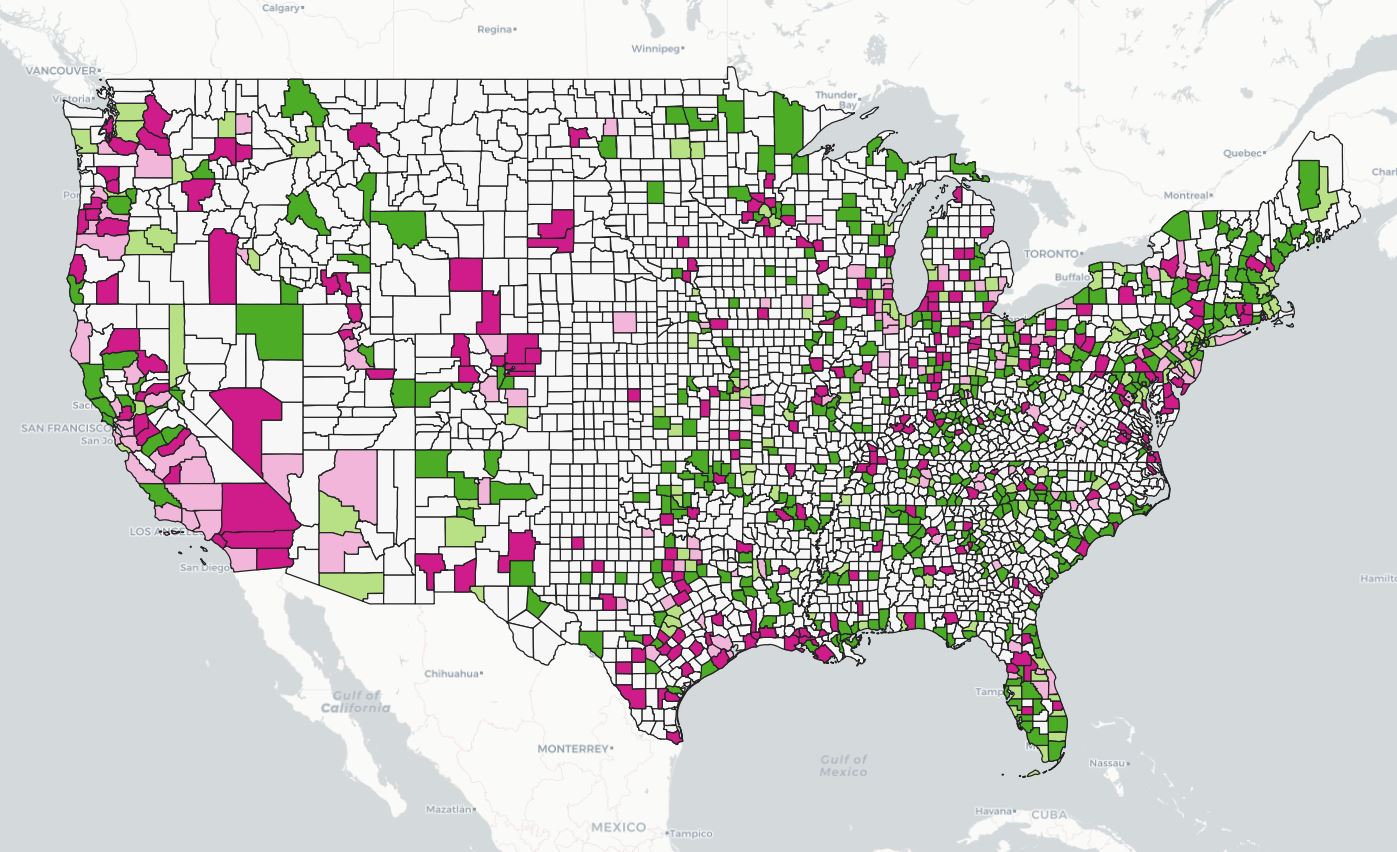 Calgary
Regina
Winnipeg
VANCOUVER
Victoria
Thunder
Bay
Quebec
Charl
Montreal
Por
TORONTO
Buffalo
Sac
SAN FRANCISCO
San Jo
LOS ANGELES
San Diego
Hamilt
Chihuahua
Tamp
Gulf of
California
MONTERREY
Gulf of
Mexico
M
Nassau
Mazatlán
Havana
CUBA
MEXICO
Tampico